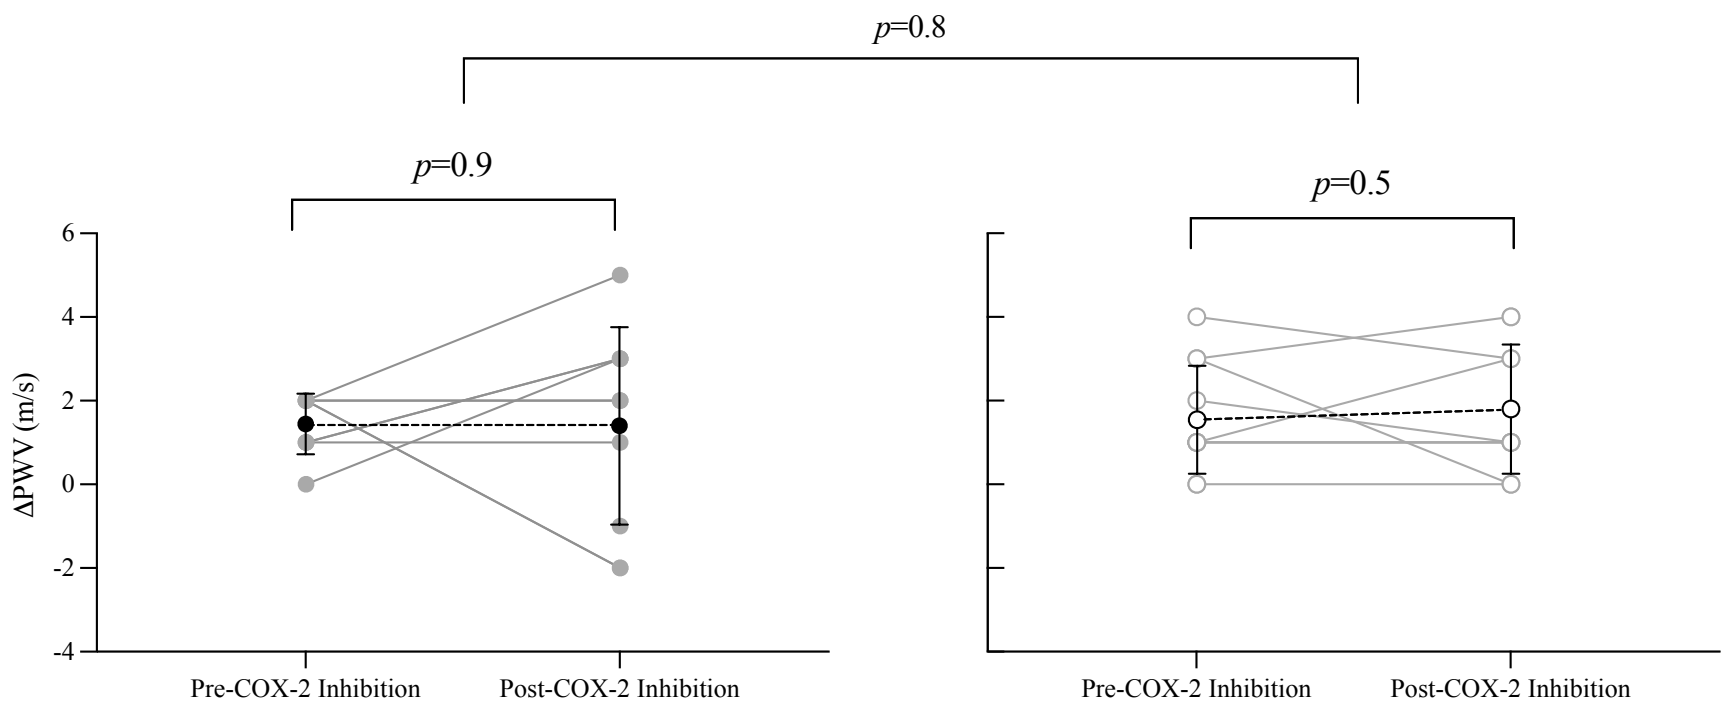 p=0.8
p=0.9
p=0.5
6
4
2
0
-2
-4
ΔPWV (m/s)
Pre-COX-2 Inhibition
Post-COX-2 Inhibition
Pre-COX-2 Inhibition
Post-COX-2 Inhibition